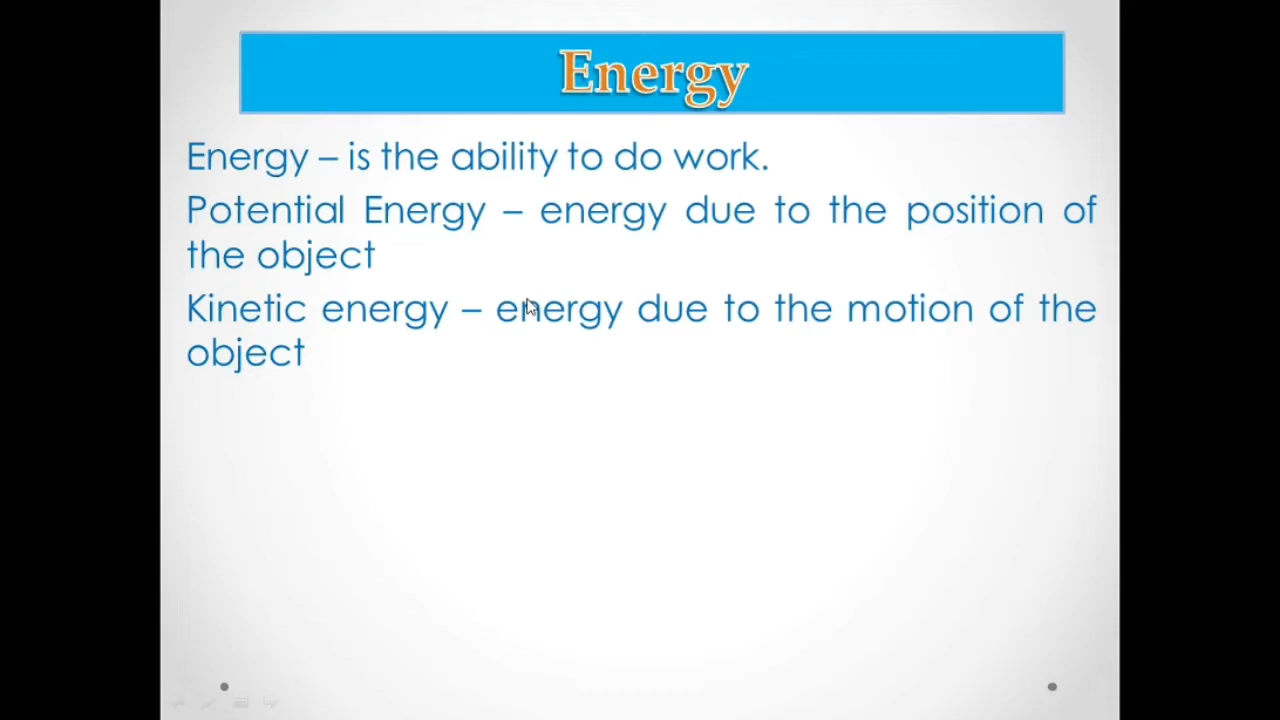 Energy
Energy – is the ability to do work.
Potential Energy – energy due to the position of
the object
Kinetic energy – energy due to the motion of the
object